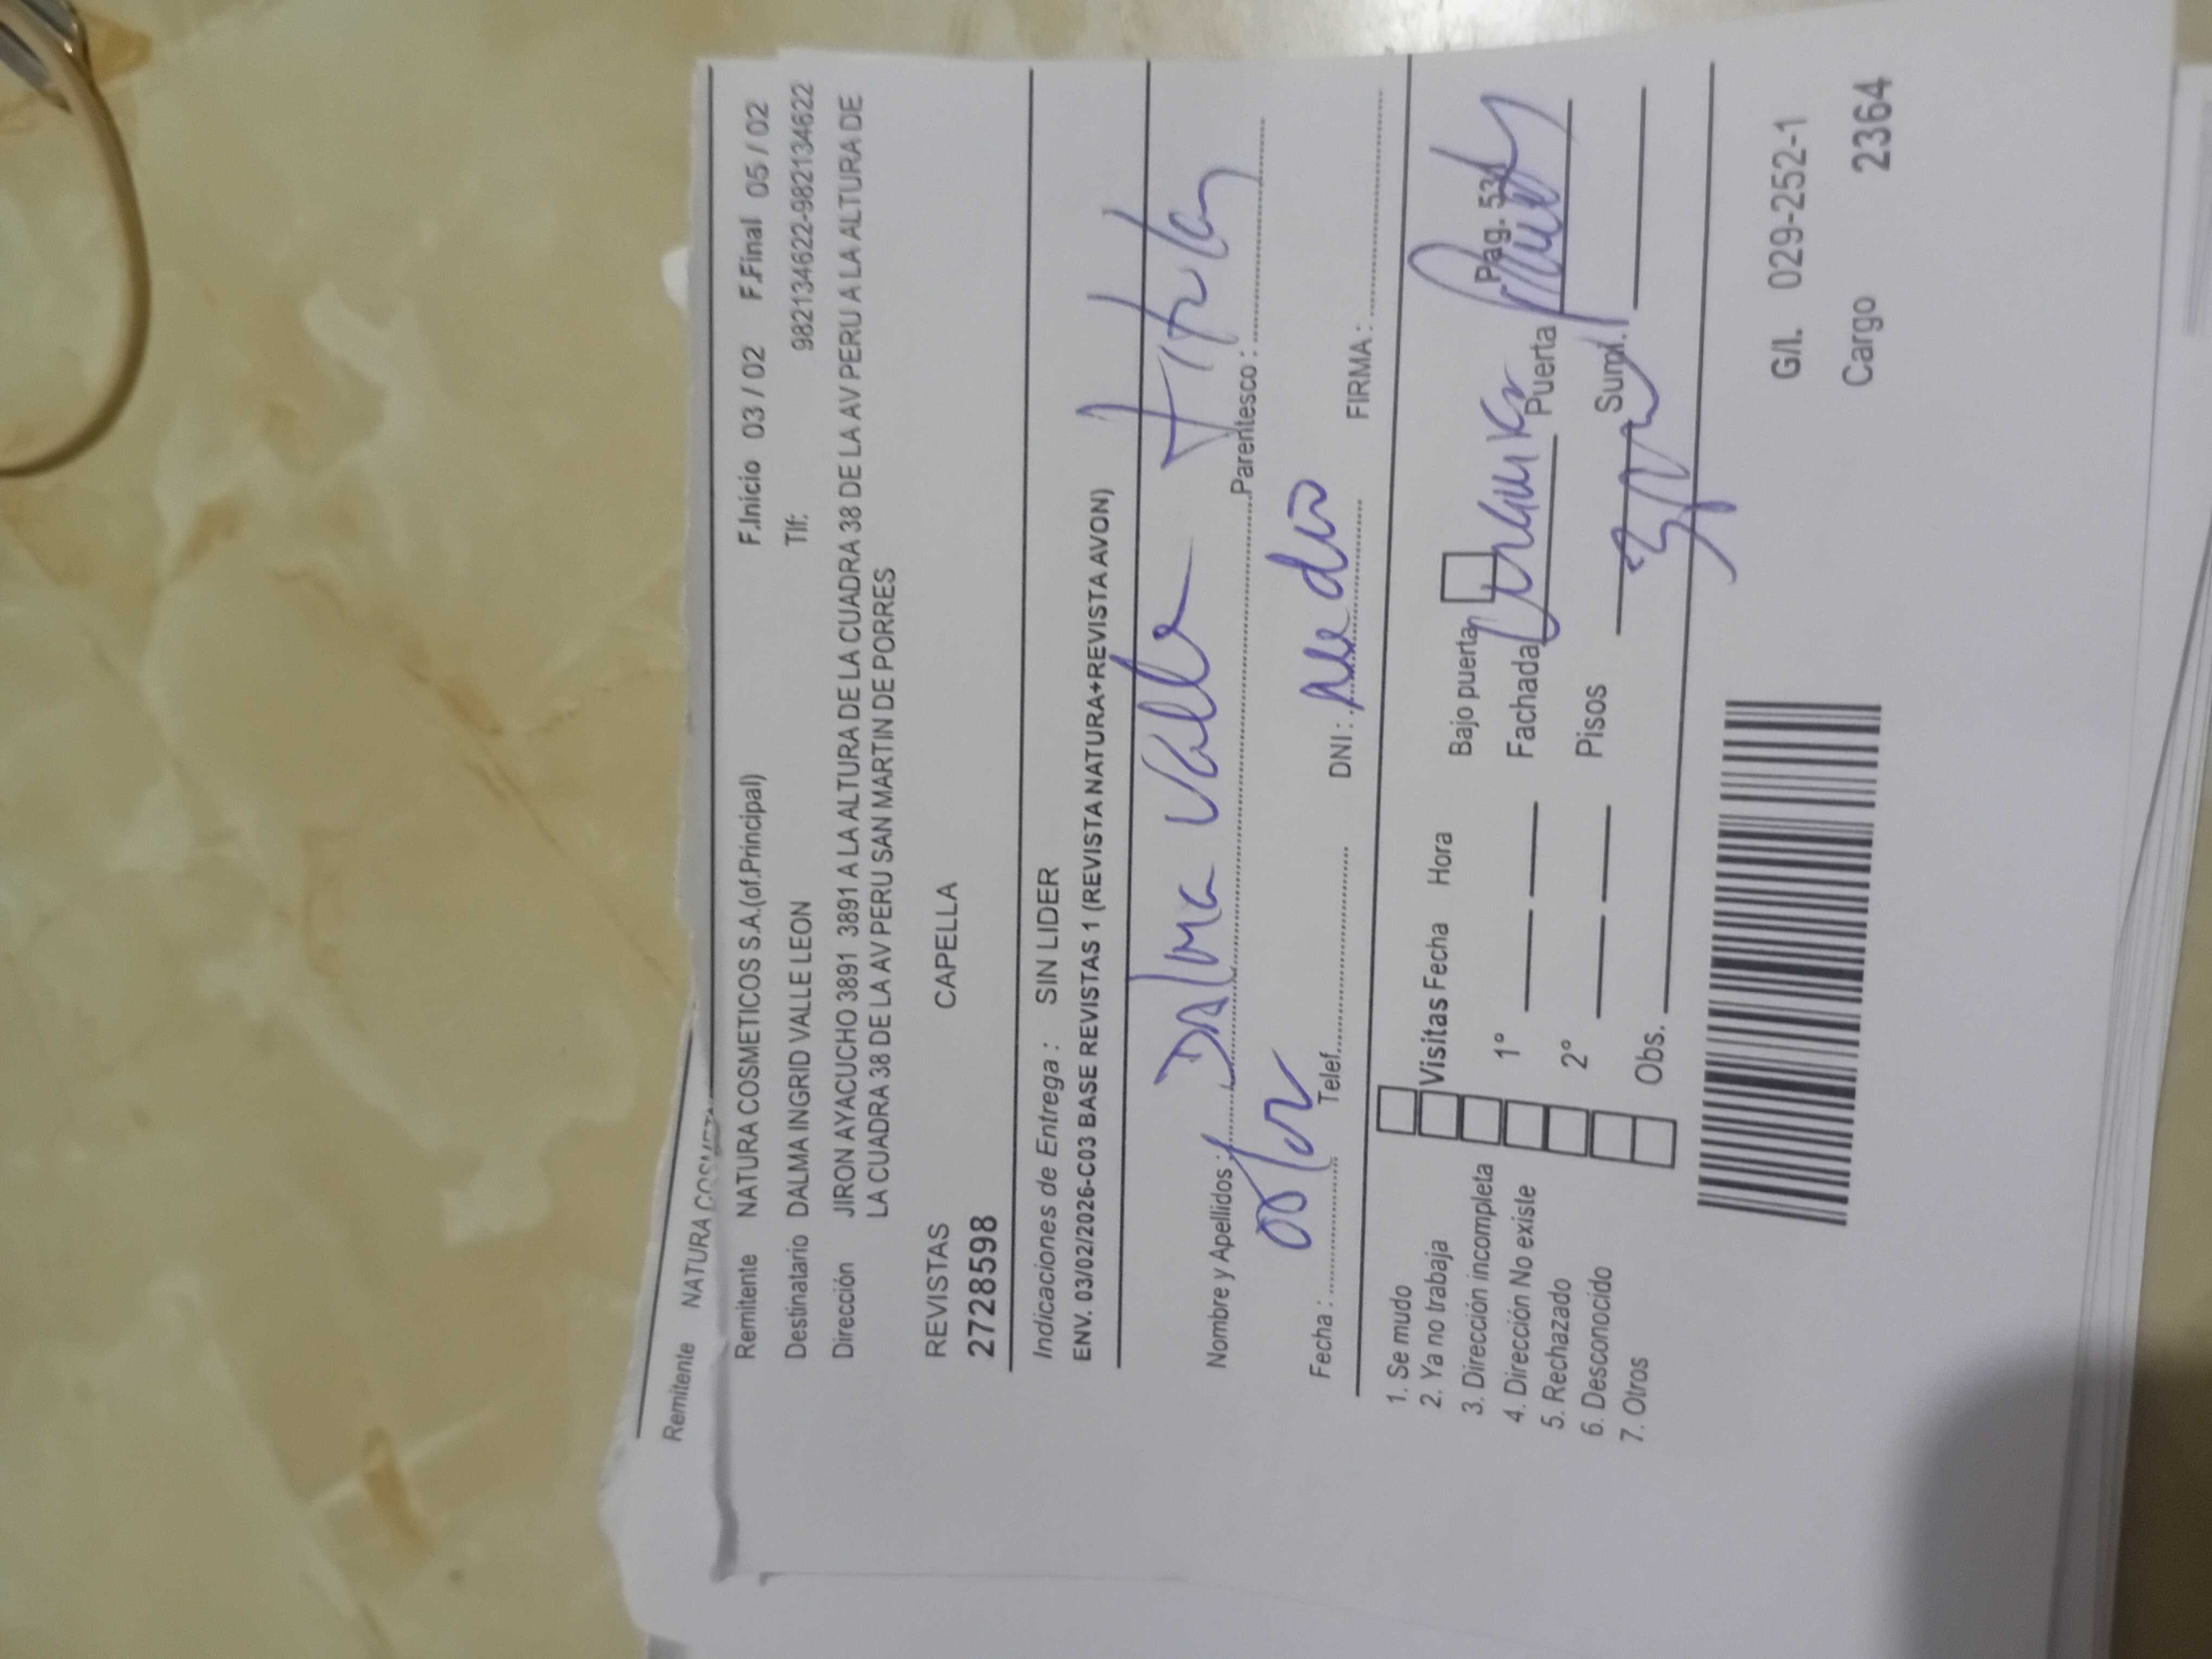 Remitente NATURA COSMET
Remitente NATURA COSMETICOS S.A.(of.Principal) F.Inicio 03 / 02 F.Final 05 / 02
Destinatario DALMA INGRID VALLE LEON Tlf: 982134622-982134622
Dirección JIRON AYACUCHO 3891 3891 A LA ALTURA DE LA CUADRA 38 DE LA AV PERU A LA ALTURA DE
LA CUADRA 38 DE LA AV PERU SAN MARTIN DE PORRES
REVISTAS CAPELLA
2728598
Indicaciones de Entrega : SIN LIDER
ENV. 03/02/2026-C03 BASE REVISTAS 1 (REVISTA NATURA+REVISTA AVON)
Nombre y Apellidos : Dalma Valle Titular Parentesco :
Fecha : Telef. DNI : FIRMA :
1. Se mudo
2. Ya no trabaja
3. Dirección incompleta
4. Dirección No existe
5. Rechazado
6. Desconocido
7. Otros
Visitas Fecha Hora
1°
2°
Obs.
Bajo puerta Pag. 53
Fachada Puerta
Pisos Sum.
G/I. 029-252-1
Cargo 2364